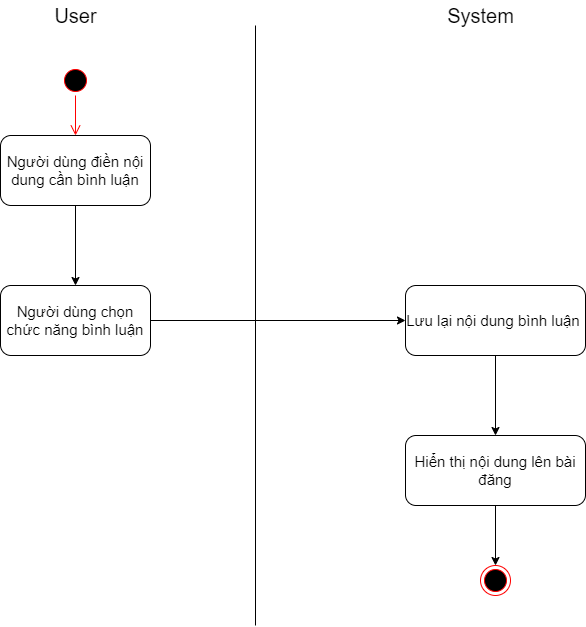 User
System
Người dùng điền nội
dung cần bình luận
Người dùng chọn
chức năng bình luận
Lưu lại nội dung bình luận
Hiển thị nội dung lên bài
đăng